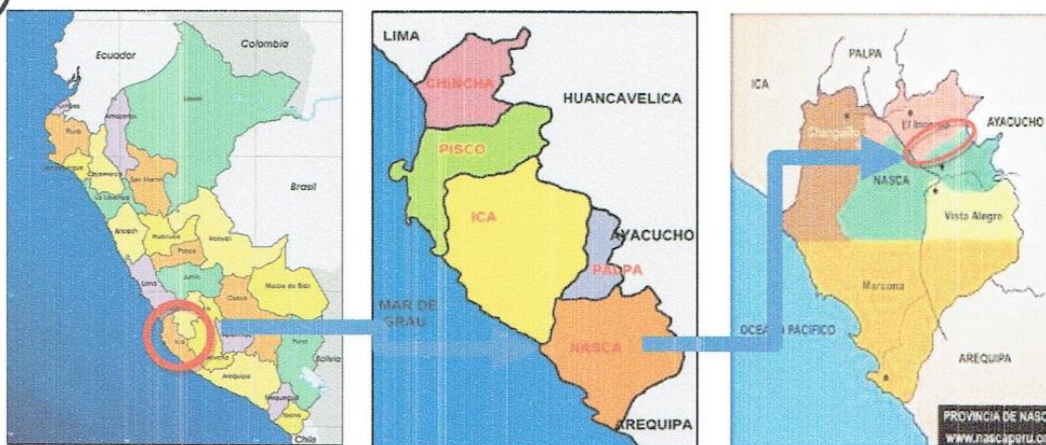 Ecuador
Colombia
Tumbes
Piura
Amazonas
Loreto
Lambayeque
Cajamarca
San Martín
La Libertad
Brasil
Ancash
Huánuco
Ucayali
Pasco
Lima
Junín
Madre de Dios
Cusco
Ica
Puno
Bolivia
Arequipa
Moquegua
Tacna
Chile
LIMA
CHINCHA
HUANCAVELICA
PISCO
ICA
AYACUCHO
PALPA
MAR DE
GRAU
NASCA
AREQUIPA
PALPA
ICA
El Ingenio
AYACUCHO
Changuillo
NASCA
Vista Alegre
Marcona
OCEANO PACIFICO
AREQUIPA
PROVINCIA DE NASC
www.nascaperu.o